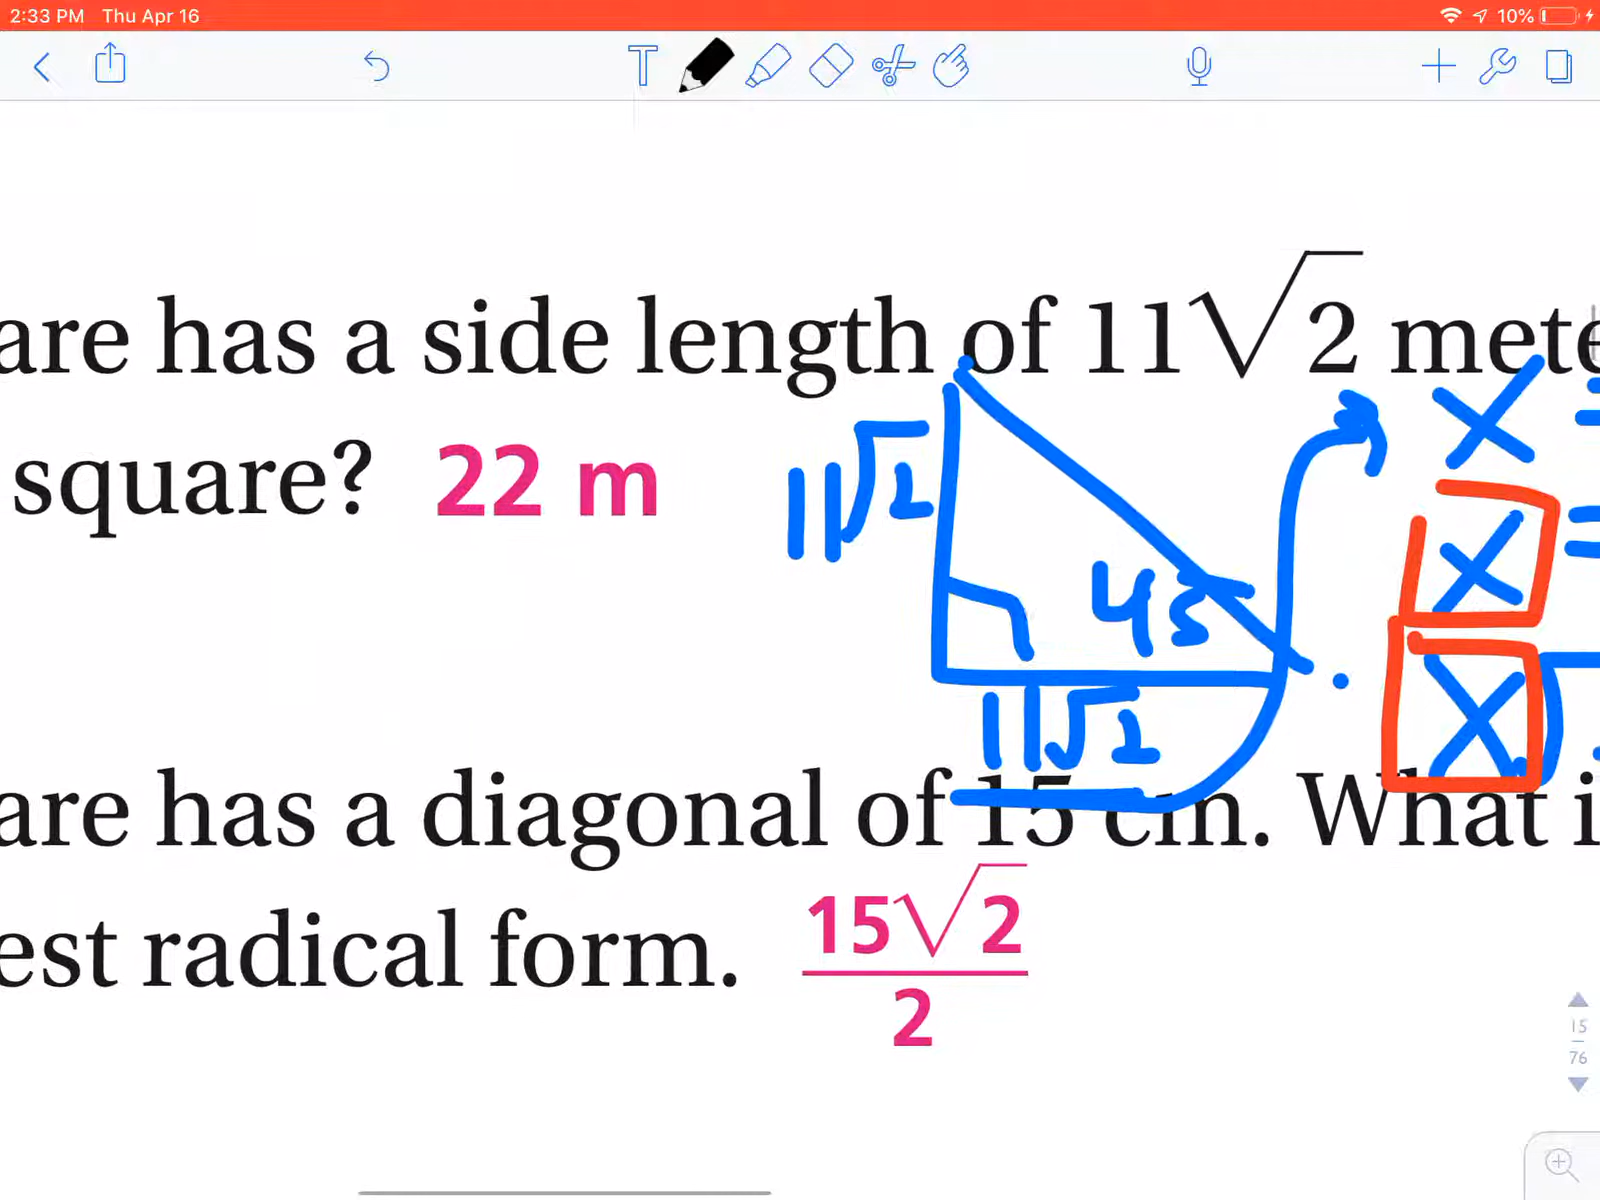 2:33 PM Thu Apr 16
10%
T
are has a side length of 11√2 mete
square? 22 m
11√2
45
11√2
x =
x =
x√
are has a diagonal of 15 cm. What i
est radical form. 15√2/2
15
76